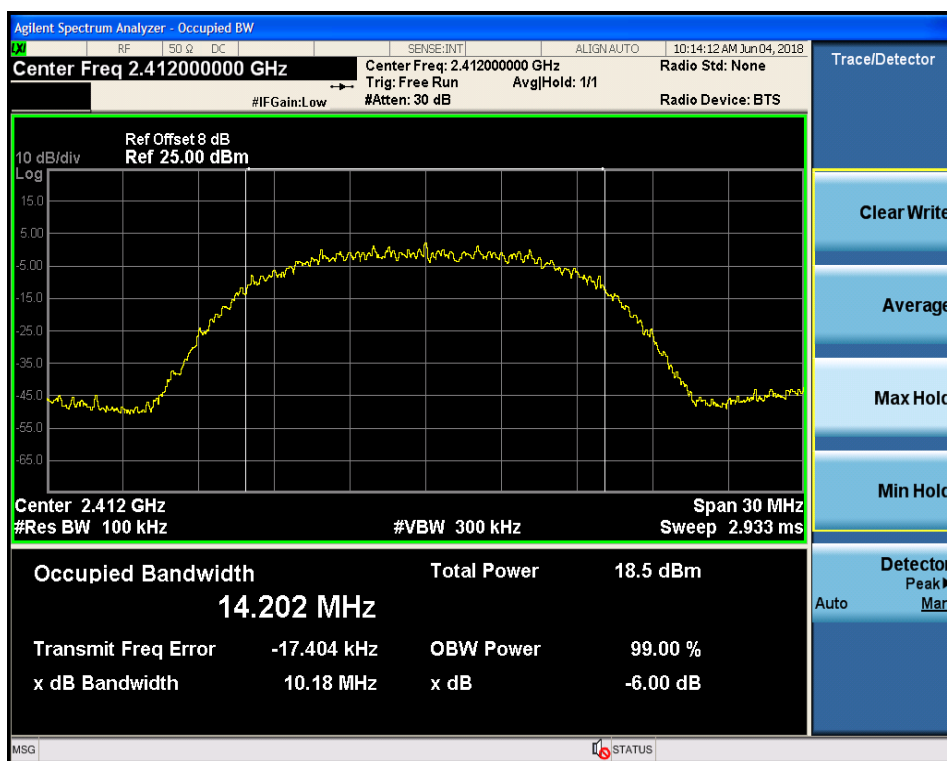 Agilent Spectrum Analyzer - Occupied BW
LXI RF 50 Ω DC SENSE:INT ALIGN AUTO 10:14:12 AM Jun 04, 2018
Center Freq 2.412000000 GHz Center Freq: 2.412000000 GHz Radio Std: None
Trig: Free Run Avg|Hold: 1/1
#IFGain:Low #Atten: 30 dB Radio Device: BTS
Trace/Detector
Ref Offset 8 dB
10 dB/div Ref 25.00 dBm
Log
15.0
5.00
-5.00
-15.0
-25.0
-35.0
-45.0
-55.0
-65.0
Center 2.412 GHz Span 30 MHz
#Res BW 100 kHz #VBW 300 kHz Sweep 2.933 ms
Occupied Bandwidth Total Power 18.5 dBm
14.202 MHz
Transmit Freq Error -17.404 kHz OBW Power 99.00 %
x dB Bandwidth 10.18 MHz x dB -6.00 dB
Clear Write
Average
Max Hold
Min Hold
Detector
Peak
Auto Man
MSG STATUS